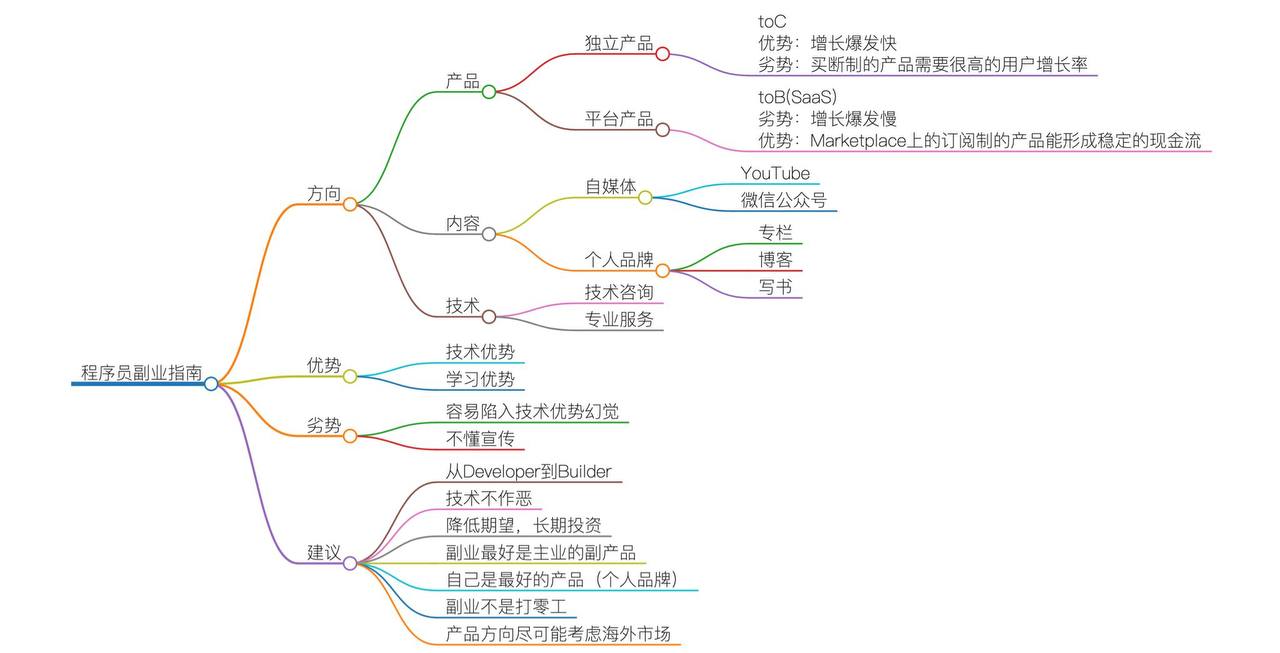 程序员副业指南
方向
产品
独立产品
toC
优势：增长爆发快
劣势：买断制的产品需要很高的用户增长率
平台产品
toB(SaaS)
劣势：增长爆发慢
优势：Marketplace上的订阅制的产品能形成稳定的现金流
内容
自媒体
YouTube
微信公众号
个人品牌
专栏
博客
写书
技术
技术咨询
专业服务
优势
技术优势
学习优势
劣势
容易陷入技术优势幻觉
不懂宣传
建议
从Developer到Builder
技术不作恶
降低期望，长期投资
副业最好是主业的副产品
自己是最好的产品（个人品牌）
副业不是打零工
产品方向尽可能考虑海外市场